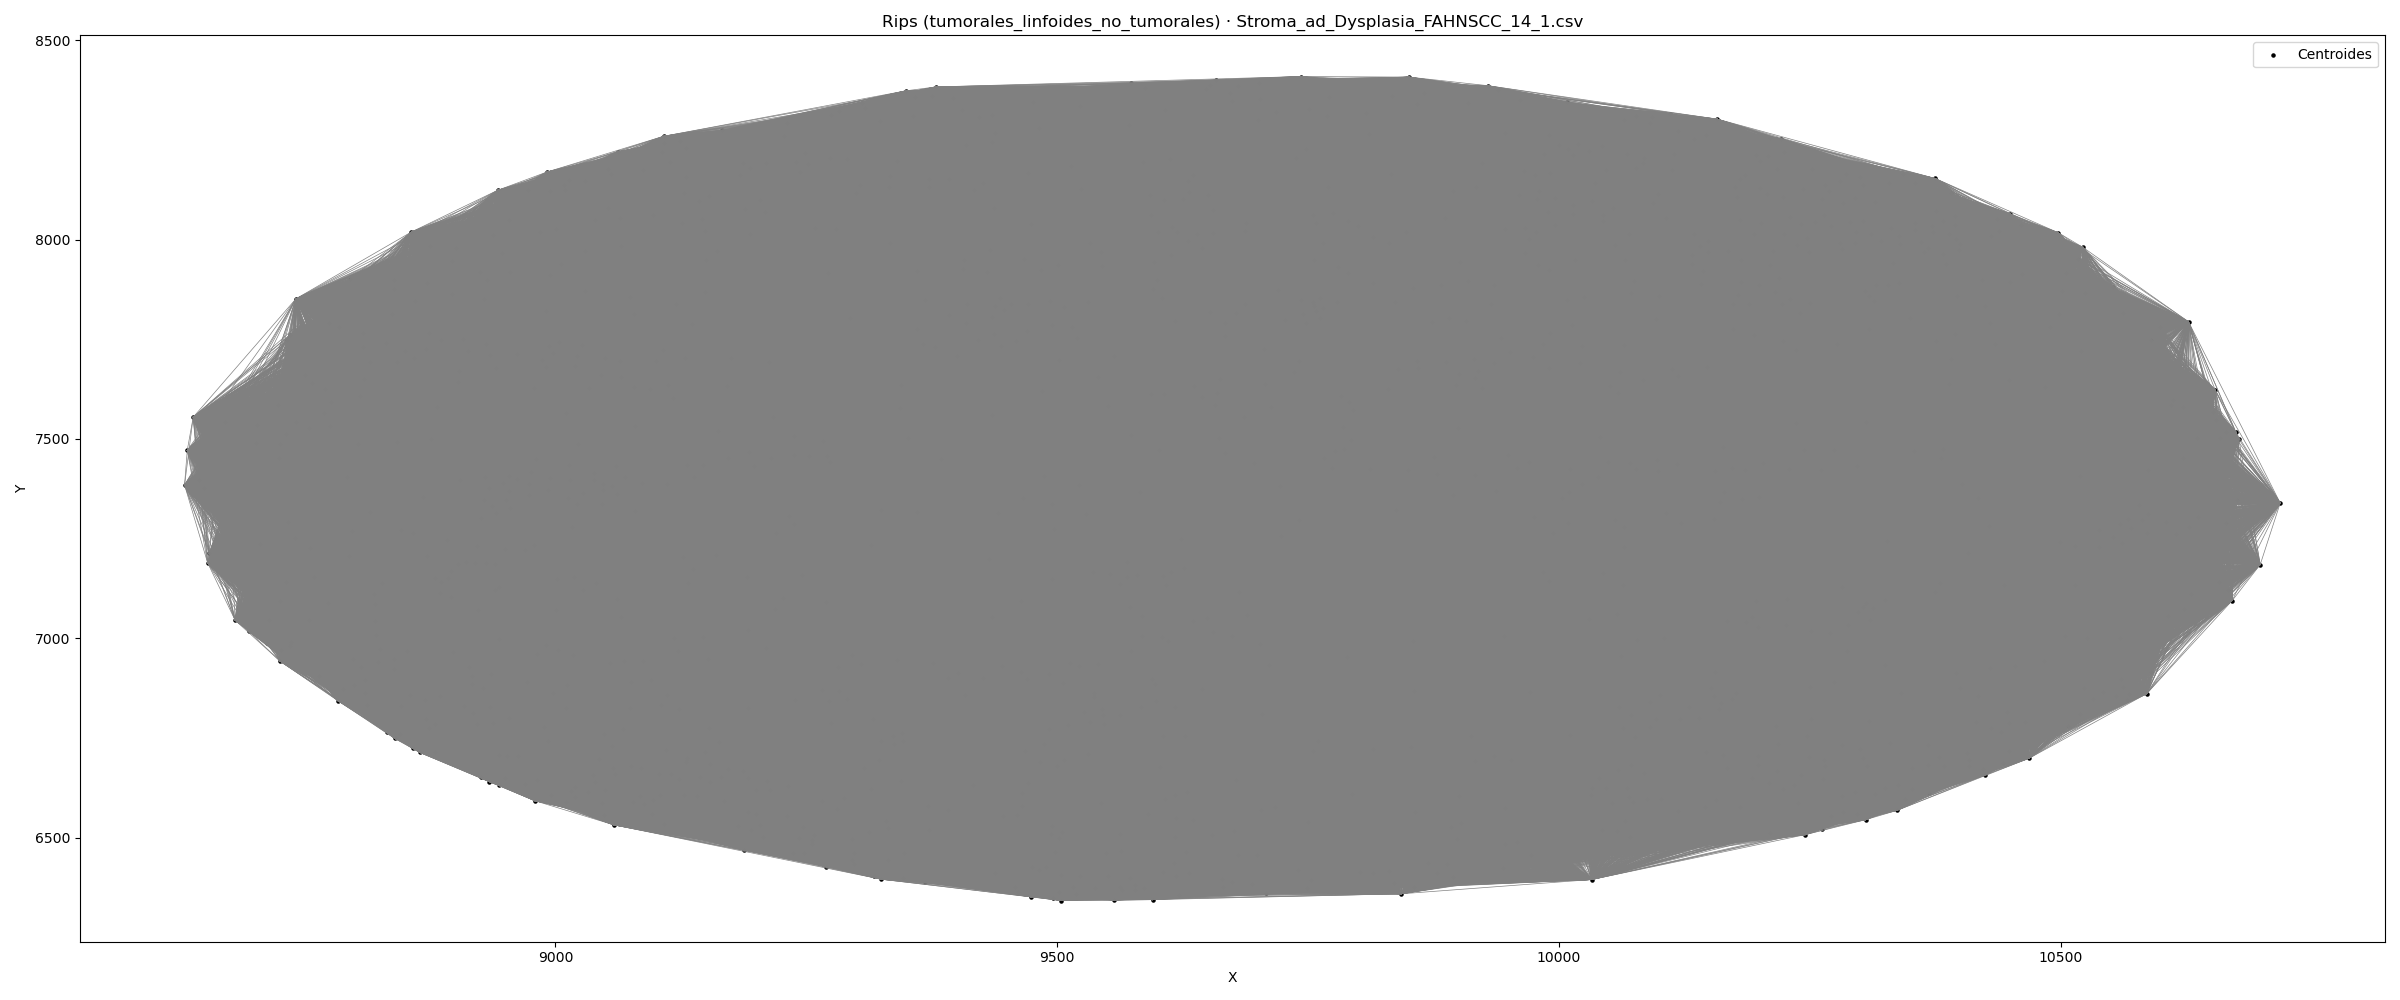 Rips (tumorales_linfoides_no_tumorales) · Stroma_ad_Dysplasia_FAHNSCC_14_1.csv
Centroides
8500
8000
7500
7000
6500
Y
9000 9500 10000 10500
X